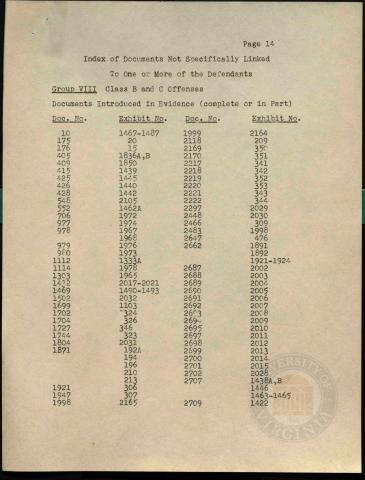 Page 14
Index of Documents Not Specifically Linked
To One or More of the Defendants
Group VIII Class B and C Offenses
Documents Introduced in Evidence (complete or in Part)
Doc. No. Exhibit No. Doc. No. Exhibit No.
10 1467-1487 1999 2164
175 20 2118 209
176 15 2169 350
405 1836A,B 2170 351
409 1850 2217 341
415 1439 2218 342
425 1445 2219 352
426 1440 2220 353
428 1442 2221 343
548 2105 2222 344
552 1462A 2297 2029
706 1972 2448 2030
977 1974 2466 309
978 1967 2483 1998
1968 2647 476
979 1976 2662 1891
980 1973 1892
1112 1333A 1921-1924
1114 1978 2687 2002
1303 1965 2688 2003
1432 2017-2021 2689 2004
1469 1490-1493 2690 2005
1502 2032 2691 2006
1699 1103 2692 2007
1702 324 2693 2008
1704 326 2694 2009
1727 346 2695 2010
1744 323 2697 2011
1804 2031 2698 2012
1871 192A 2699 2013
194 2700 2014
196 2701 2015
210 2702 2028
213 2707 1438A,B
1921 306 1446
1947 307 1463-1465
1998 2165 2709 1422
UNIVERSITY OF VIRGINIA